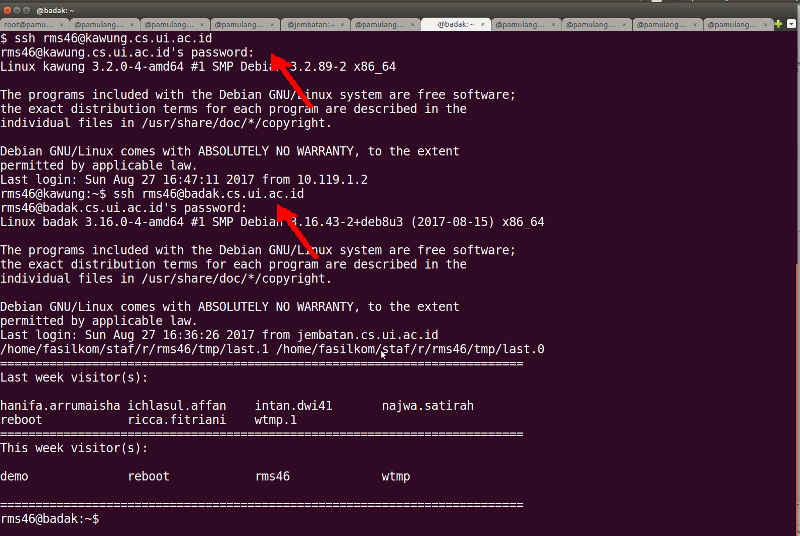 @badak: ~
root@pamu... @pamulang... @pamulang... @pamulang... @jembatan:~ @pamulang... @badak: ~ @pamulang... @pamulang... @pamulang... @pamulang...
$ ssh rms46@kawung.cs.ui.ac.id
rms46@kawung.cs.ui.ac.id's password:
Linux kawung 3.2.0-4-amd64 #1 SMP Debian 3.2.89-2 x86_64
The programs included with the Debian GNU/Linux system are free software;
the exact distribution terms for each program are described in the
individual files in /usr/share/doc/*/copyright.
Debian GNU/Linux comes with ABSOLUTELY NO WARRANTY, to the extent
permitted by applicable law.
Last login: Sun Aug 27 16:47:11 2017 from 10.119.1.2
rms46@kawung:~$ ssh rms46@badak.cs.ui.ac.id
rms46@badak.cs.ui.ac.id's password:
Linux badak 3.16.0-4-amd64 #1 SMP Debian 3.16.43-2+deb8u3 (2017-08-15) x86_64
The programs included with the Debian GNU/Linux system are free software;
the exact distribution terms for each program are described in the
individual files in /usr/share/doc/*/copyright.
Debian GNU/Linux comes with ABSOLUTELY NO WARRANTY, to the extent
permitted by applicable law.
Last login: Sun Aug 27 16:36:26 2017 from jembatan.cs.ui.ac.id
/home/fasilkom/staf/r/rms46/tmp/last.1 /home/fasilkom/staf/r/rms46/tmp/last.0
==========================================================================
Last week visitor(s):
hanifa.arrumaisha ichlasul.affan intan.dwi41 najwa.satirah
reboot ricca.fitriani wtmp.1
==========================================================================
This week visitor(s):
demo reboot rms46 wtmp
==========================================================================
rms46@badak:~$